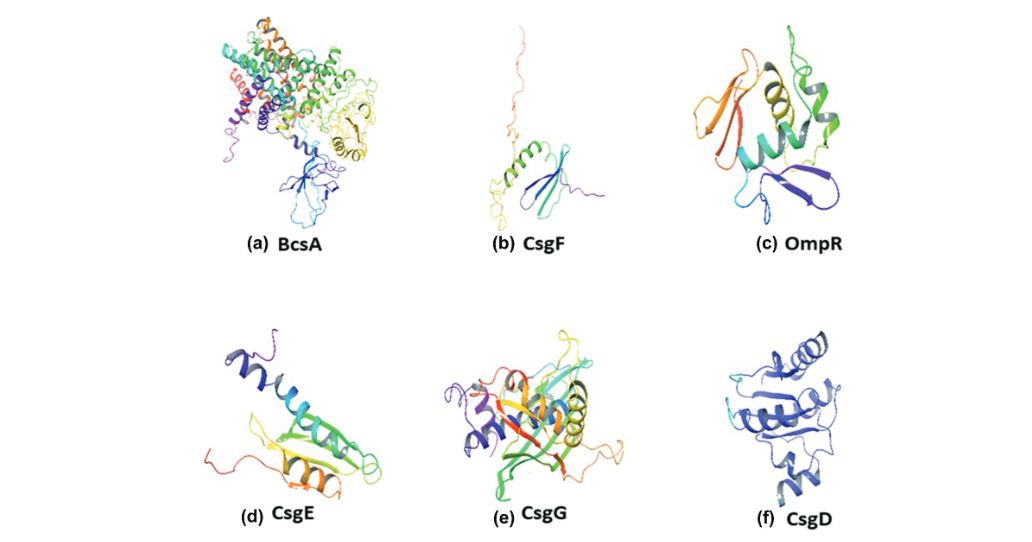 (a) BcsA
(b) CsgF
(c) OmpR
(d) CsgE
(e) CsgG
(f) CsgD